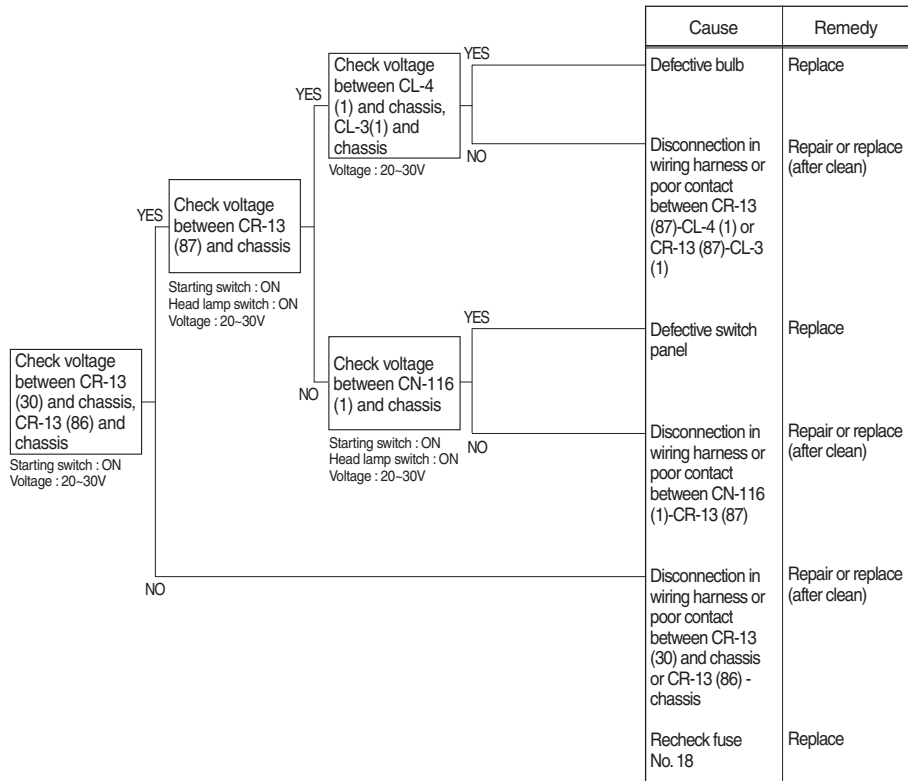 Cause
Remedy
Check voltage
between CR-13
(30) and chassis,
CR-13 (86) and
chassis
Starting switch : ON
Voltage : 20~30V
YES
NO
Check voltage
between CR-13
(87) and chassis
Starting switch : ON
Head lamp switch : ON
Voltage : 20~30V
YES
NO
Check voltage
between CL-4
(1) and chassis,
CL-3(1) and
chassis
Voltage : 20~30V
YES
NO
Check voltage
between CN-116
(1) and chassis
Starting switch : ON
Head lamp switch : ON
Voltage : 20~30V
YES
NO
Defective bulb
Replace
Disconnection in
wiring harness or
poor contact
between CR-13
(87)-CL-4 (1) or
CR-13 (87)-CL-3
(1)
Repair or replace
(after clean)
Defective switch
panel
Replace
Disconnection in
wiring harness or
poor contact
between CN-116
(1)-CR-13 (87)
Repair or replace
(after clean)
Disconnection in
wiring harness or
poor contact
between CR-13
(30) and chassis
or CR-13 (86) -
chassis
Repair or replace
(after clean)
Recheck fuse
No. 18
Replace